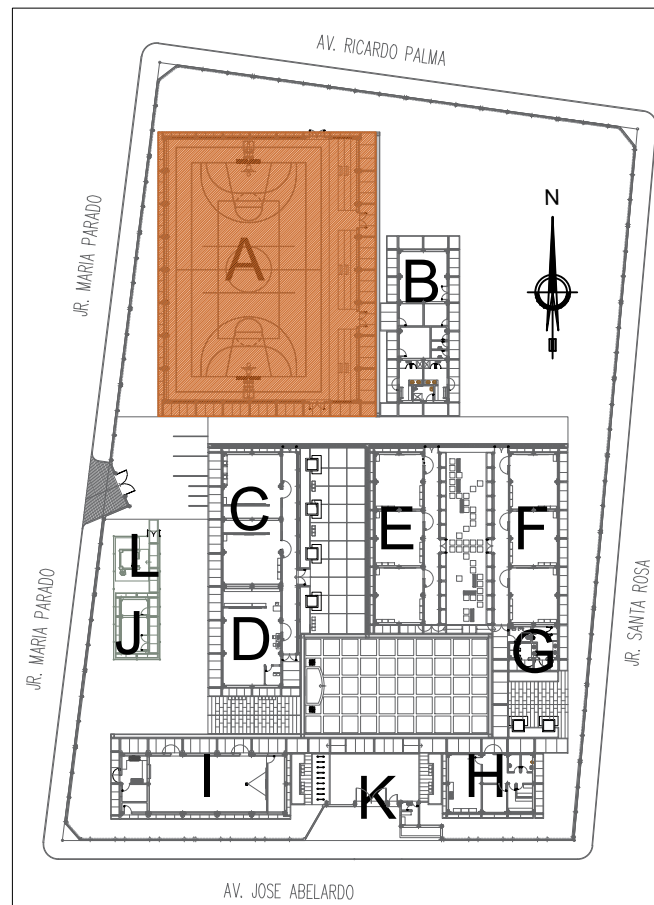 AV. RICARDO PALMA
JR. MARIA PARADO
N
A
B
C
E
F
L
J
D
G
JR. MARIA PARADO
JR. SANTA ROSA
I
K
H
AV. JOSE ABELARDO